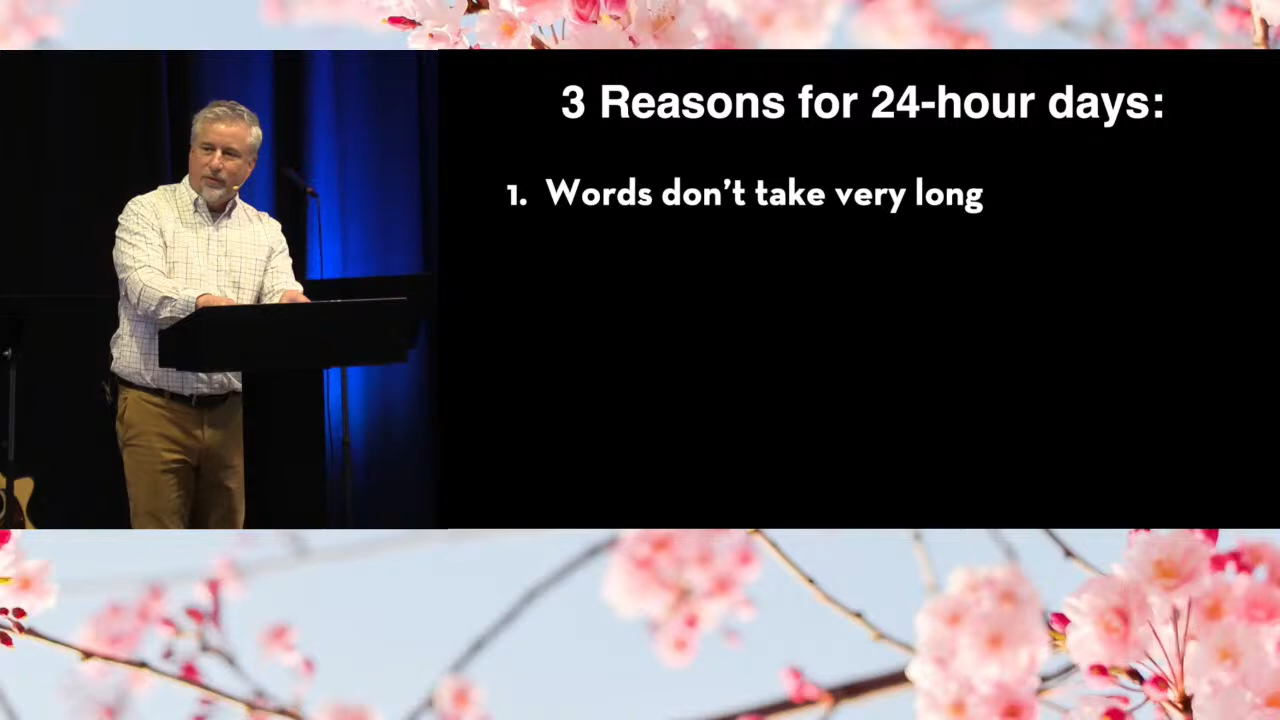 3 Reasons for 24-hour days:
1. Words don’t take very long